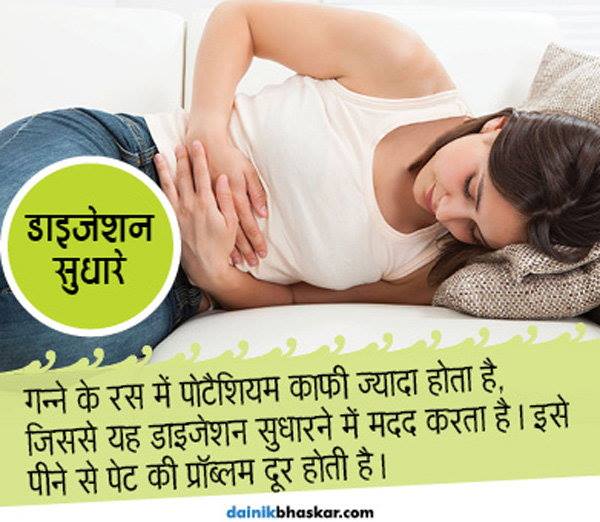 डाइजेशन
सुधारे
गन्ने के रस में पोटैशियम काफी ज्यादा होता है,
जिससे यह डाइजेशन सुधारने में मदद करता है। इसे
पीने से पेट की प्रॉब्लम दूर होती है।
dainikbhaskar.com